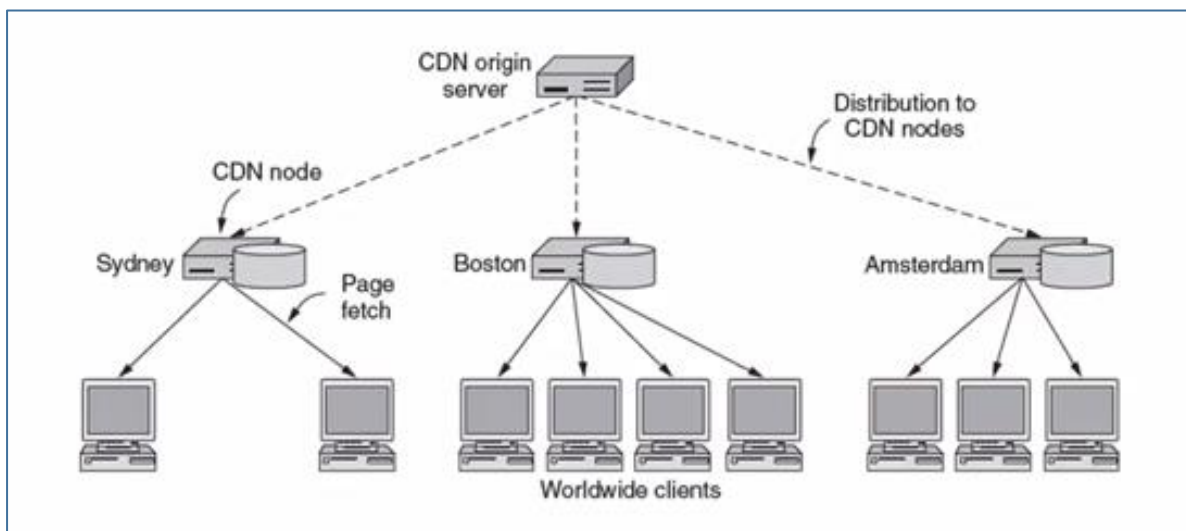 CDN origin
server
Distribution to
CDN nodes
CDN node
Sydney
Boston
Amsterdam
Page
fetch
Worldwide clients